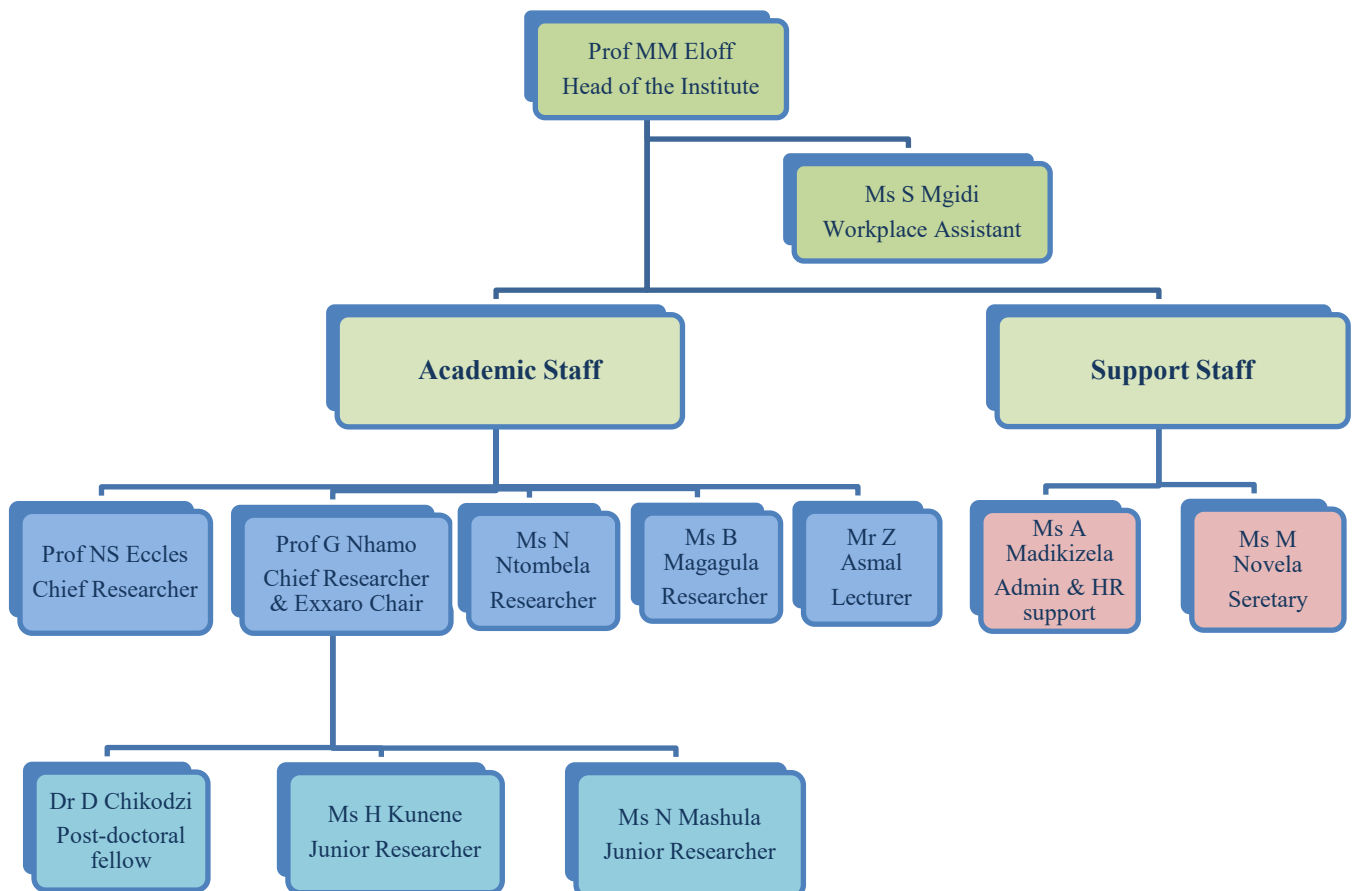 Prof MM Eloff
Head of the Institute
Ms S Mgidi
Workplace Assistant
Academic Staff
Support Staff
Prof NS Eccles
Chief Researcher
Prof G Nhamo
Chief Researcher
& Exxaro Chair
Ms N
Ntombela
Researcher
Ms B
Magagula
Researcher
Mr Z
Asmal
Lecturer
Ms A
Madikizela
Admin & HR
support
Ms M
Novela
Seretary
Dr D Chikodzi
Post-doctoral
fellow
Ms H Kunene
Junior Researcher
Ms N Mashula
Junior Researcher